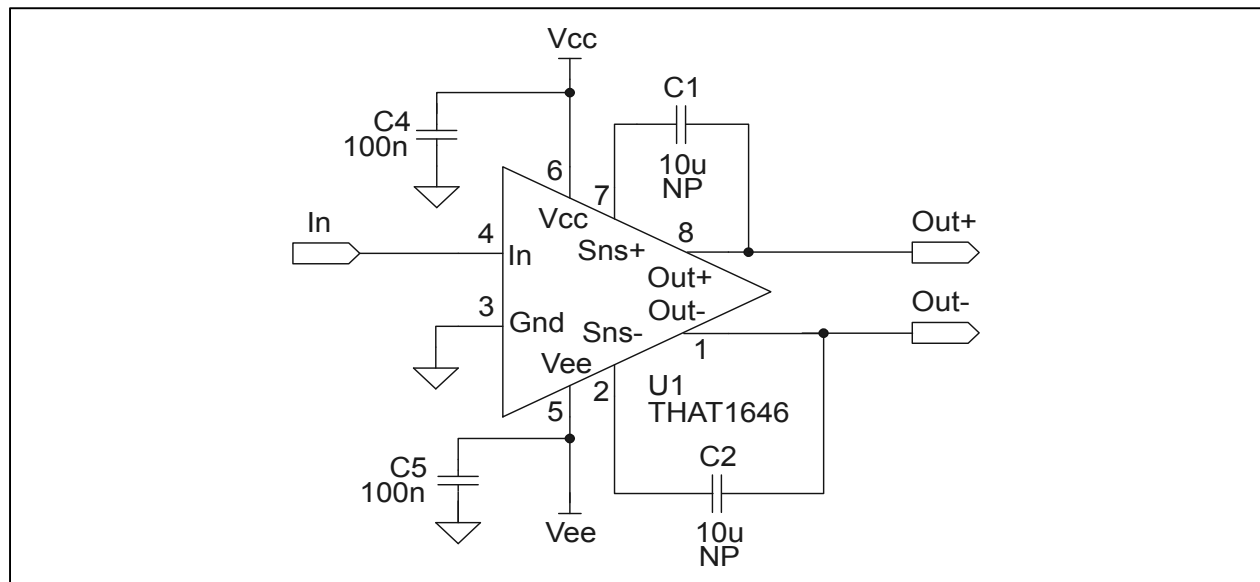 Vcc
C4
100n
C1
10u
NP
6
7
Vcc
In
4
In
Sns+
8
Out+
Out+
3
Gnd
Out-
Out-
Sns-
1
Vee
2
U1
THAT1646
5
C5
100n
C2
Vee
10u
NP